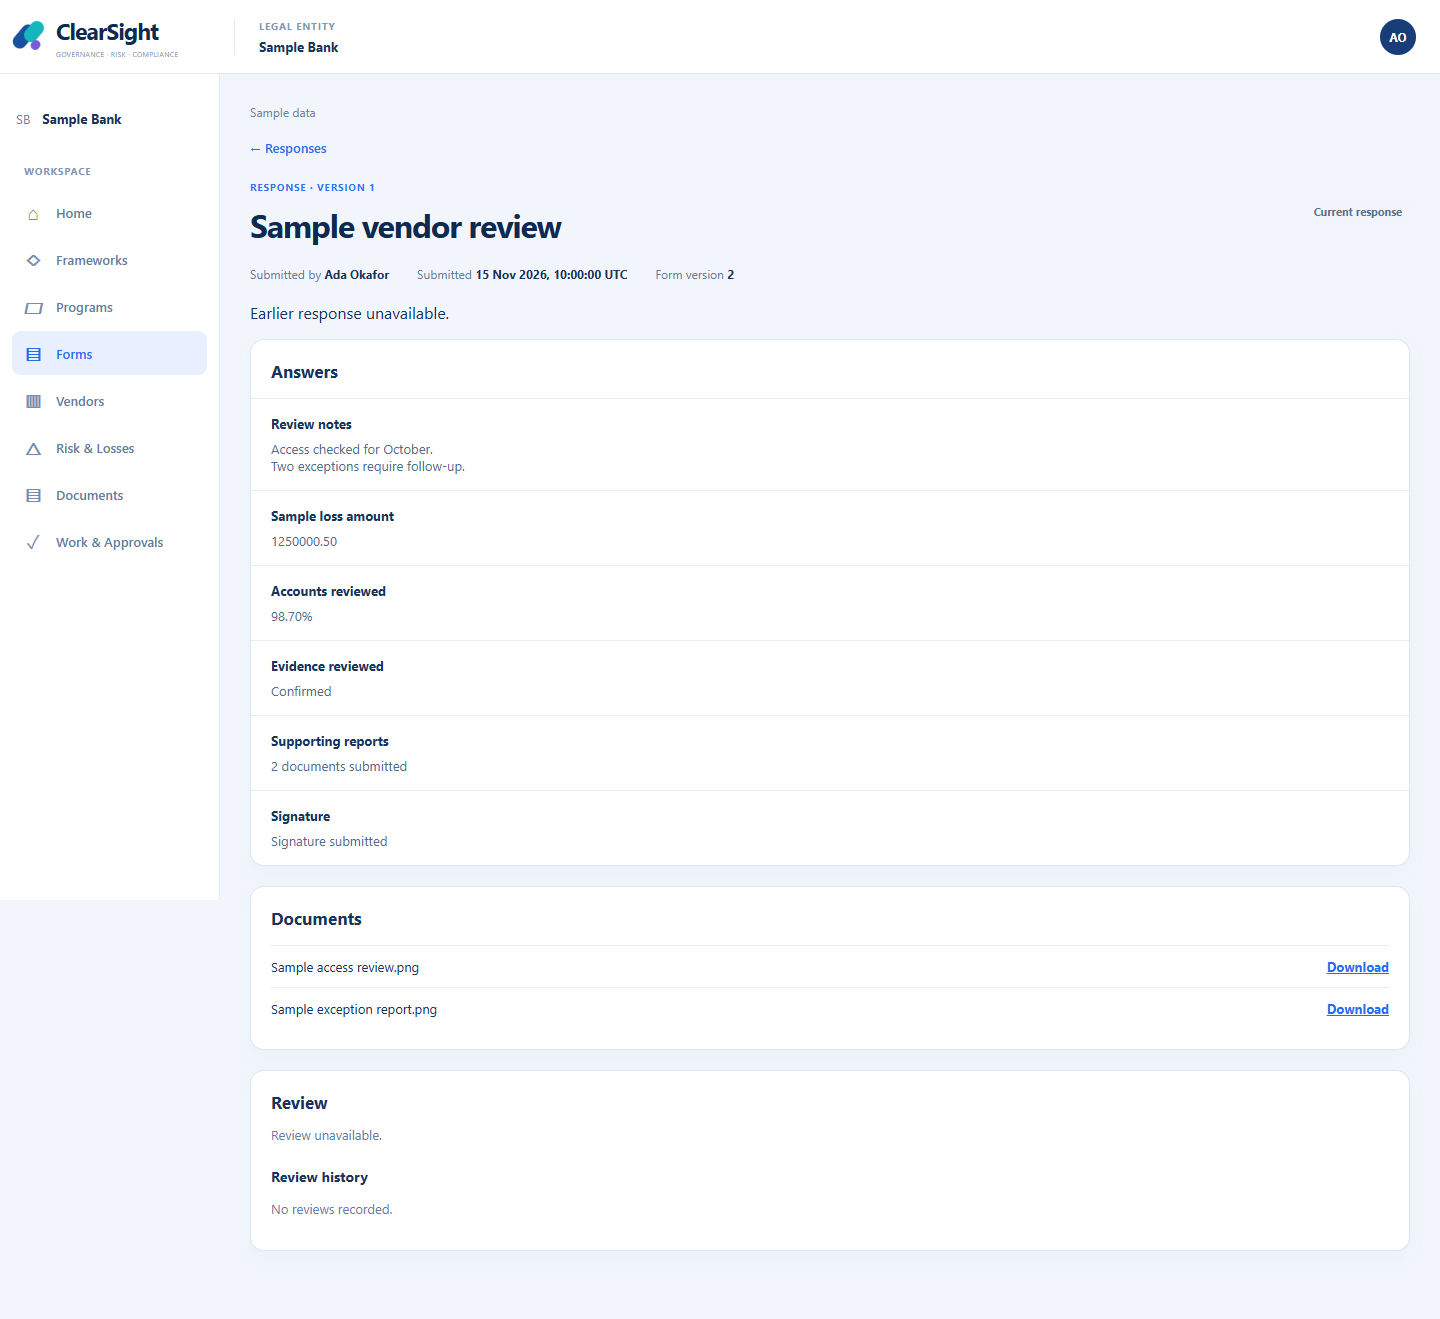 ClearSight
GOVERNANCE · RISK · COMPLIANCE
LEGAL ENTITY
Sample Bank
AO
SB Sample Bank
WORKSPACE
Home
Frameworks
Programs
Forms
Vendors
Risk & Losses
Documents
Work & Approvals
Sample data
← Responses
RESPONSE · VERSION 1
Sample vendor review
Current response
Submitted by Ada Okafor Submitted 15 Nov 2026, 10:00:00 UTC Form version 2
Earlier response unavailable.
Answers
Review notes
Access checked for October.
Two exceptions require follow-up.
Sample loss amount
1250000.50
Accounts reviewed
98.70%
Evidence reviewed
Confirmed
Supporting reports
2 documents submitted
Signature
Signature submitted
Documents
Sample access review.png Download
Sample exception report.png Download
Review
Review unavailable.
Review history
No reviews recorded.